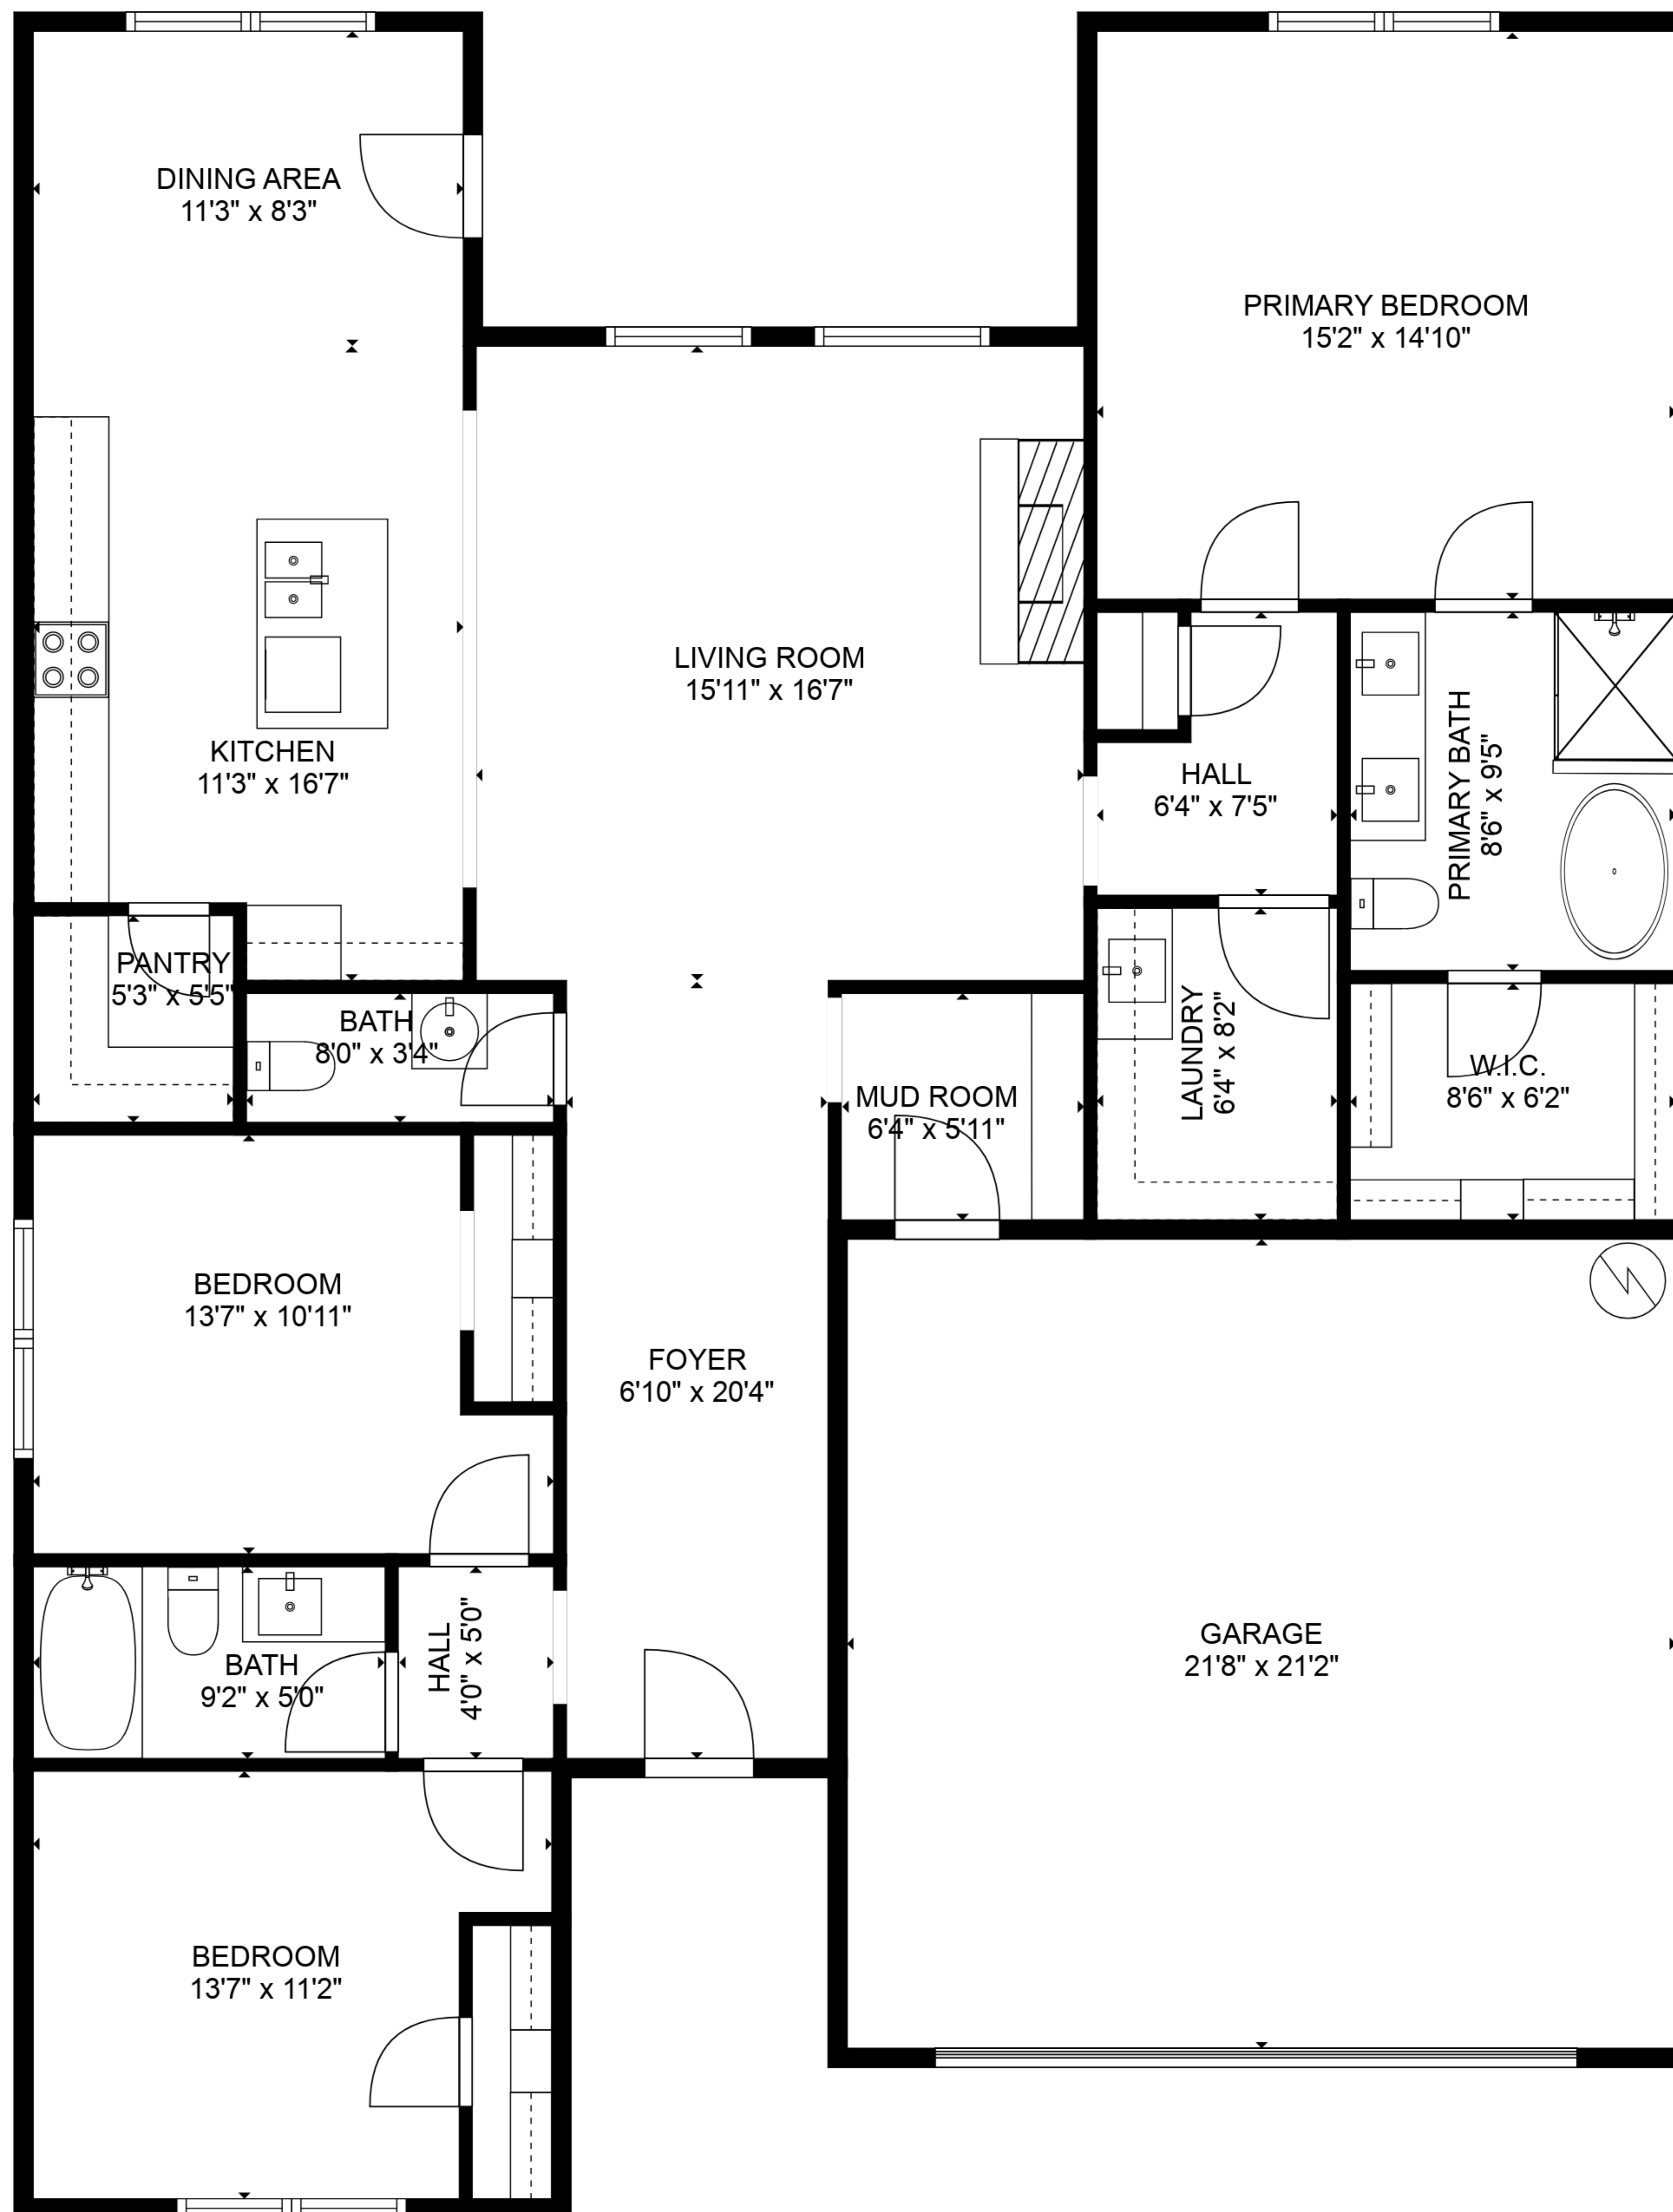 DINING AREA
11'3" x 8'3"
PRIMARY BEDROOM
15'2" x 14'10"
LIVING ROOM
15'11" x 16'7"
KITCHEN
11'3" x 16'7"
HALL
6'4" x 7'5"
PRIMARY BATH
8'6" x 9'5"
PANTRY
5'3" x 5'5"
BATH
8'0" x 3'4"
MUD ROOM
6'4" x 5'11"
LAUNDRY
6'4" x 8'2"
W.I.C.
8'6" x 6'2"
BEDROOM
13'7" x 10'11"
FOYER
6'10" x 20'4"
BATH
9'2" x 5'0"
HALL
4'0" x 5'0"
GARAGE
21'8" x 21'2"
BEDROOM
13'7" x 11'2"